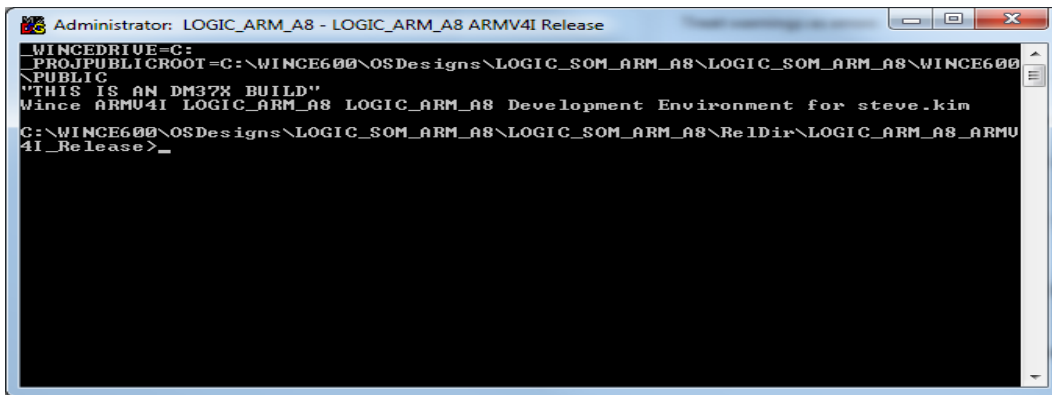 Administrator: LOGIC_ARM_A8 - LOGIC_ARM_A8 ARMV4I Release
_WINCEDRIVE=C:
_PROJPUBLICROOT=C:\WINCE600\OSDesigns\LOGIC_SOM_ARM_A8\LOGIC_SOM_ARM_A8\WINCE600
\PUBLIC
"THIS IS AN DM37X BUILD"
Wince ARMV4I LOGIC_ARM_A8 LOGIC_ARM_A8 Development Environment for steve.kim
C:\WINCE600\OSDesigns\LOGIC_SOM_ARM_A8\LOGIC_SOM_ARM_A8\RelDir\LOGIC_ARM_A8_ARMV
4I_Release>_